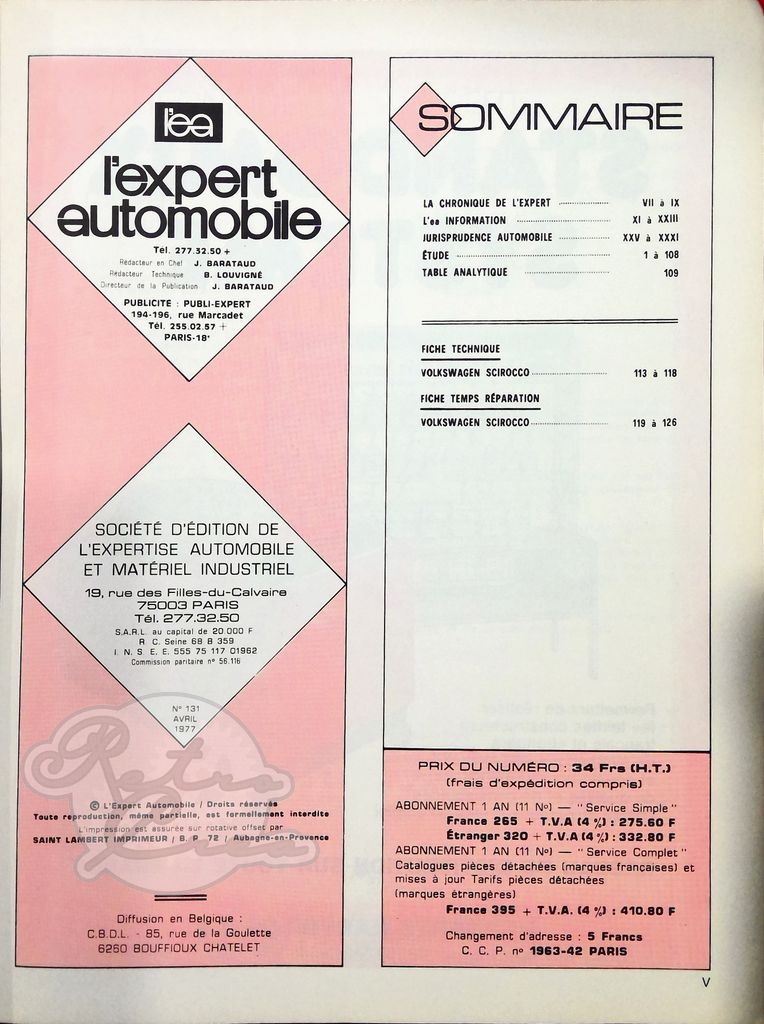 l'ea
l'expert
automobile
Tél. 277.32.50 +
Rédacteur en Chef J. BARATAUD
Rédacteur Technique B. LOUVIGNÉ
Directeur de la Publication J. BARATAUD
PUBLICITE : PUBLI-EXPERT
194-196, rue Marcadet
Tél. 255.02.57 +
PARIS-18e
SOCIÉTÉ D'ÉDITION DE
L'EXPERTISE AUTOMOBILE
ET MATÉRIEL INDUSTRIEL
19, rue des Filles-du-Calvaire
75003 PARIS
Tél. 277.32.50
S.A.R.L. au capital de 20 000 F
R. C. Seine 68 B 359
I. N. S. E. E. 555 75 117 01962
Commission paritaire n° 56.116
N° 131
AVRIL
1977
Retro
© L'Expert Automobile / Droits réservés
Toute reproduction, même partielle, est formellement interdite
L'impression est assurée sur rotative offset par
SAINT LAMBERT IMPRIMEUR / B. P. 72 / Aubagne-en-Provence
Diffusion en Belgique :
C.B.D.L. - 85, rue de la Goulette
6260 BOUFFIOUX CHATELET
SOMMAIRE
LA CHRONIQUE DE L'EXPERT VII à IX
L'ea INFORMATION XI à XXIII
JURISPRUDENCE AUTOMOBILE XXV à XXXI
ÉTUDE 1 à 108
TABLE ANALYTIQUE 109
FICHE TECHNIQUE
VOLKSWAGEN SCIROCCO 113 à 118
FICHE TEMPS RÉPARATION
VOLKSWAGEN SCIROCCO 119 à 126
PRIX DU NUMÉRO : 34 Frs (H.T.)
(frais d'expédition compris)
ABONNEMENT 1 AN (11 Nos) — "Service Simple"
France 265 + T.V.A (4 %) : 275.60 F
Étranger 320 + T.V.A (4 %) : 332.80 F
ABONNEMENT 1 AN (11 Nos) — "Service Complet"
Catalogues pièces détachées (marques françaises) et
mises à jour Tarifs pièces détachées
(marques étrangères)
France 395 + T.V.A. (4 %) : 410.80 F
Changement d'adresse : 5 Francs
C. C. P. n° 1963-42 PARIS
V